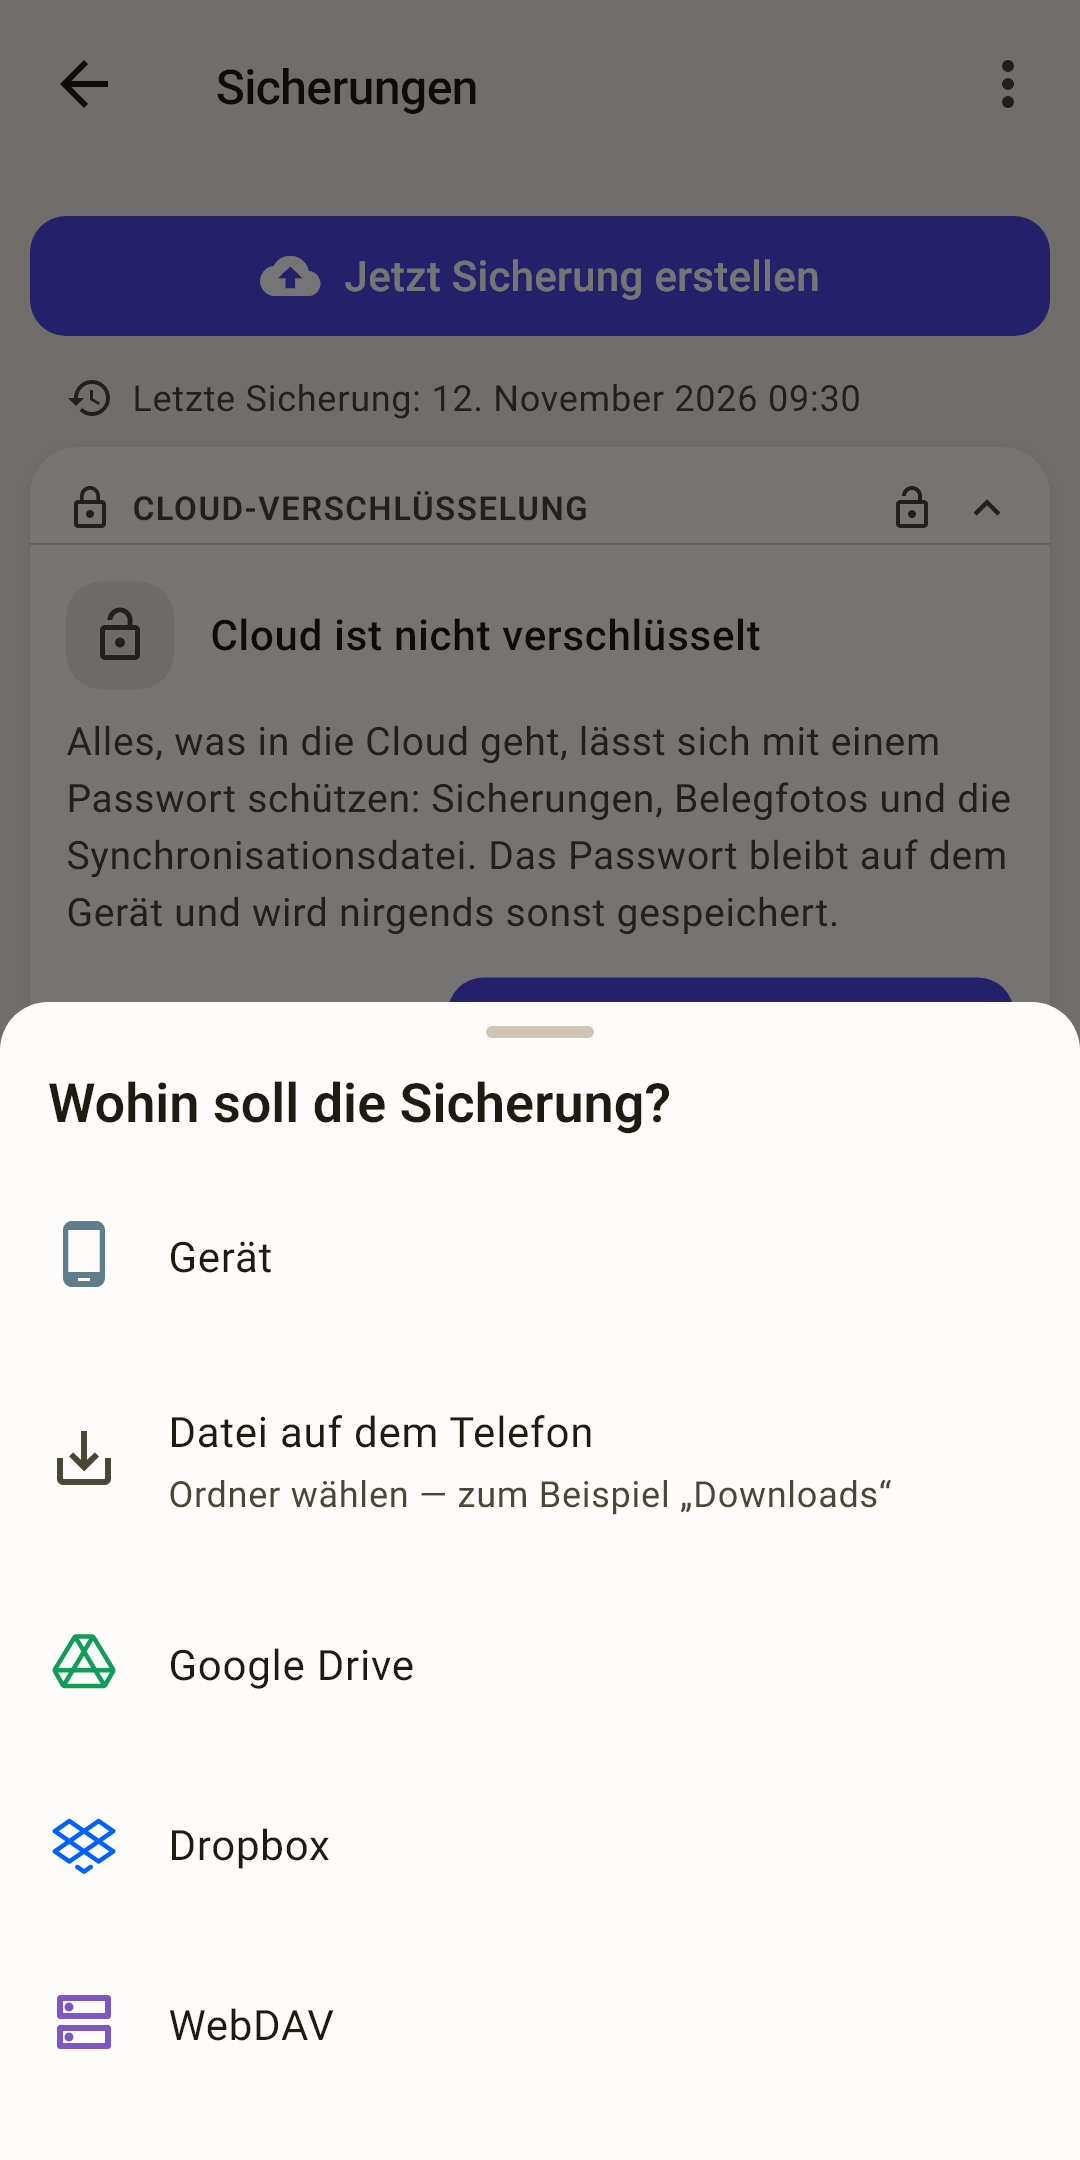 Sicherungen
Jetzt Sicherung erstellen
Letzte Sicherung: 12. November 2026 09:30
CLOUD-VERSCHLÜSSELUNG
Cloud ist nicht verschlüsselt
Alles, was in die Cloud geht, lässt sich mit einem
Passwort schützen: Sicherungen, Belegfotos und die
Synchronisationsdatei. Das Passwort bleibt auf dem
Gerät und wird nirgends sonst gespeichert.
Wohin soll die Sicherung?
Gerät
Datei auf dem Telefon
Ordner wählen — zum Beispiel „Downloads“
Google Drive
Dropbox
WebDAV